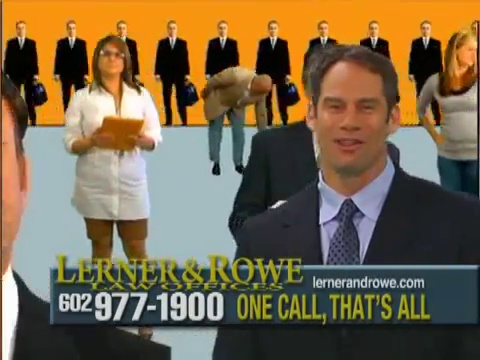 LERNER & ROWE
LAW OFFICES
lernerandrowe.com
602 977-1900 ONE CALL, THAT'S ALL